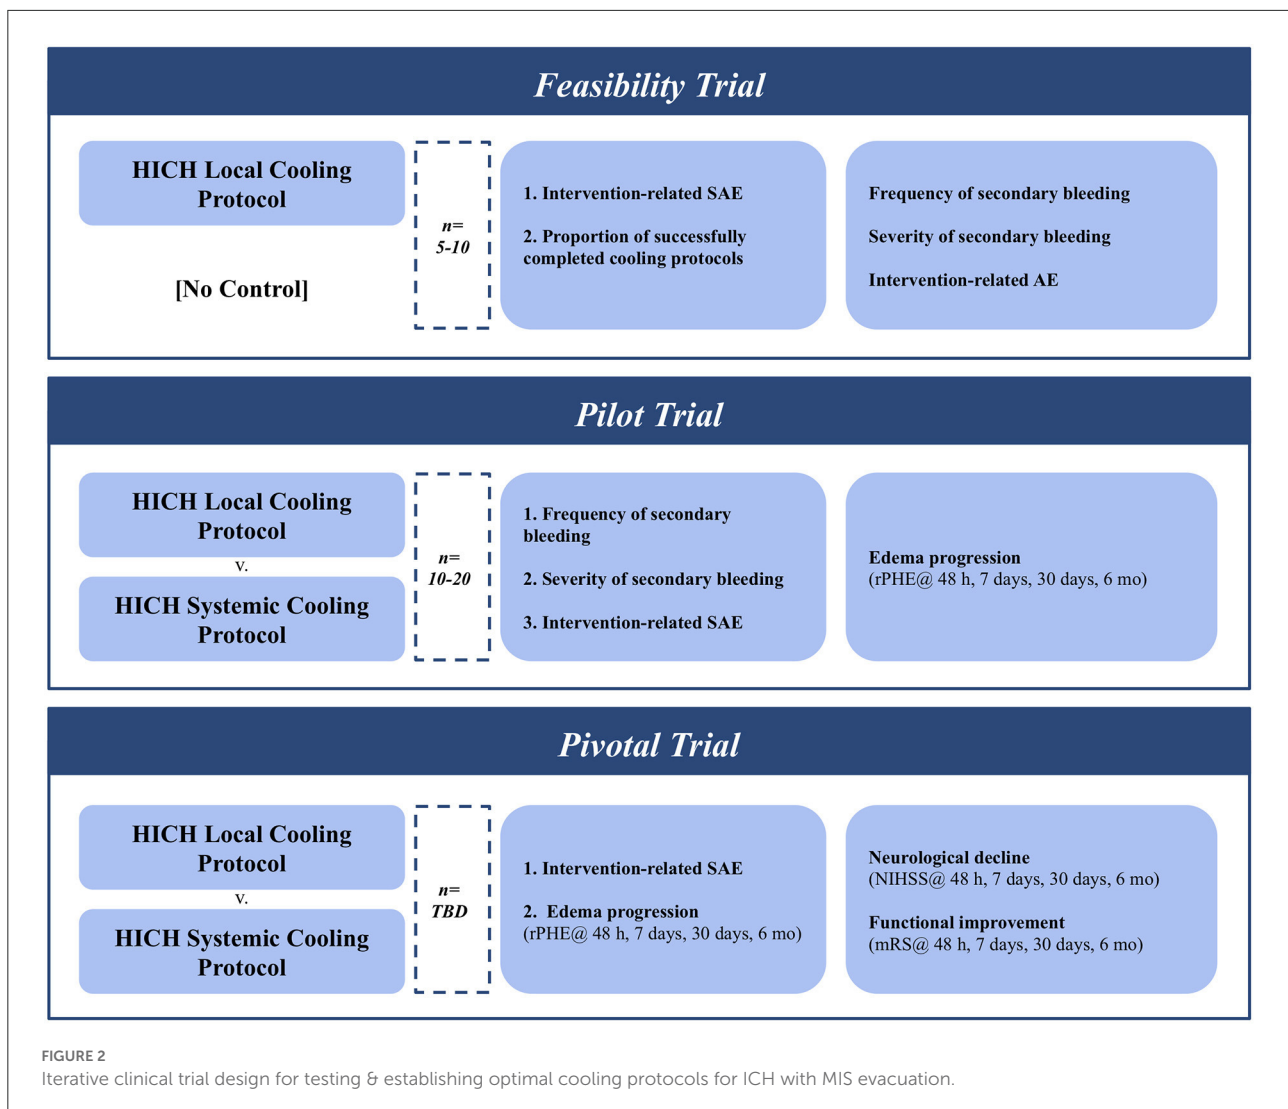 Feasibility Trial
HICH Local Cooling
Protocol
[No Control]
n=
5-10
1. Intervention-related SAE
2. Proportion of successfully
completed cooling protocols
Frequency of secondary bleeding
Severity of secondary bleeding
Intervention-related AE
Pilot Trial
HICH Local Cooling
Protocol
v.
HICH Systemic Cooling
Protocol
n=
10-20
1. Frequency of secondary
bleeding
2. Severity of secondary bleeding
3. Intervention-related SAE
Edema progression
(rPHE@ 48 h, 7 days, 30 days, 6 mo)
Pivotal Trial
HICH Local Cooling
Protocol
v.
HICH Systemic Cooling
Protocol
n=
TBD
1. Intervention-related SAE
2. Edema progression
(rPHE@ 48 h, 7 days, 30 days, 6 mo)
Neurological decline
(NIHSS@ 48 h, 7 days, 30 days, 6 mo)
Functional improvement
(mRS@ 48 h, 7 days, 30 days, 6 mo)
FIGURE 2
Iterative clinical trial design for testing & establishing optimal cooling protocols for ICH with MIS evacuation.